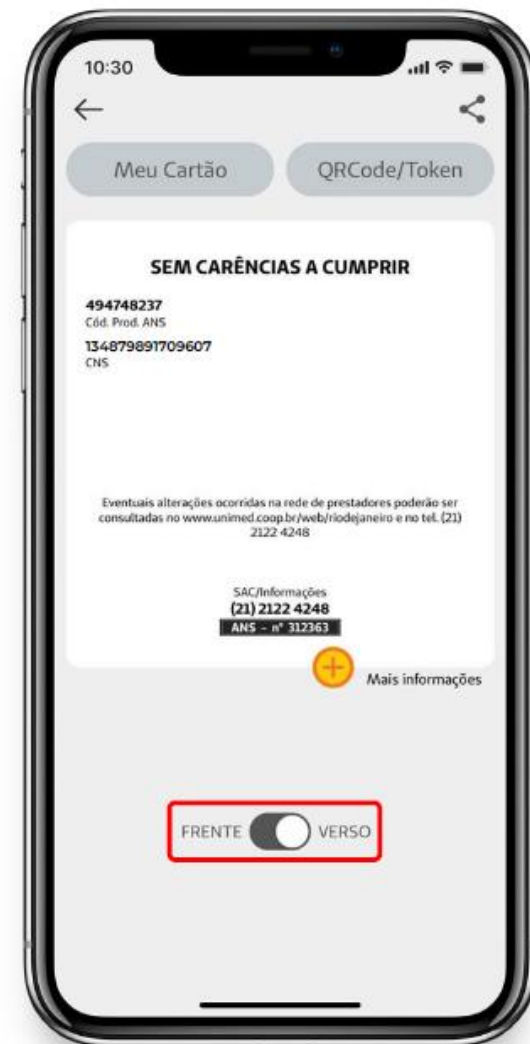 10:30
Meu Cartão QRCode/Token
SEM CARÊNCIAS A CUMPRIR
494748237
Cód. Prod. ANS
134879891709607
CNS
Eventuais alterações ocorridas na rede de prestadores poderão ser
consultadas no www.unimed.coop.br/web/riodejaneiro e no tel. (21)
2122 4248
SAC/Informações
(21) 2122 4248
ANS - nº 312363
Mais informações
FRENTE VERSO